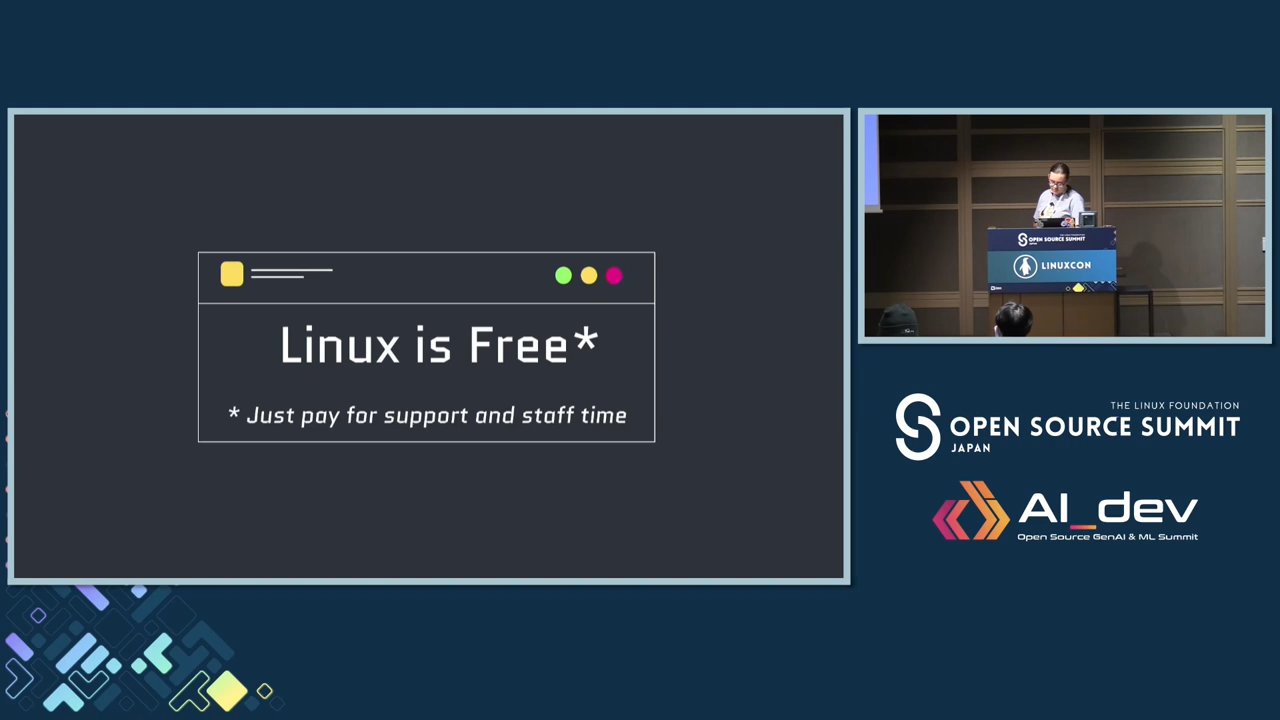 Linux is Free*
* Just pay for support and staff time
THE LINUX FOUNDATION
OPEN SOURCE SUMMIT
JAPAN
AI_dev
Open Source GenAI & ML Summit
OPEN SOURCE SUMMIT
LINUXCON